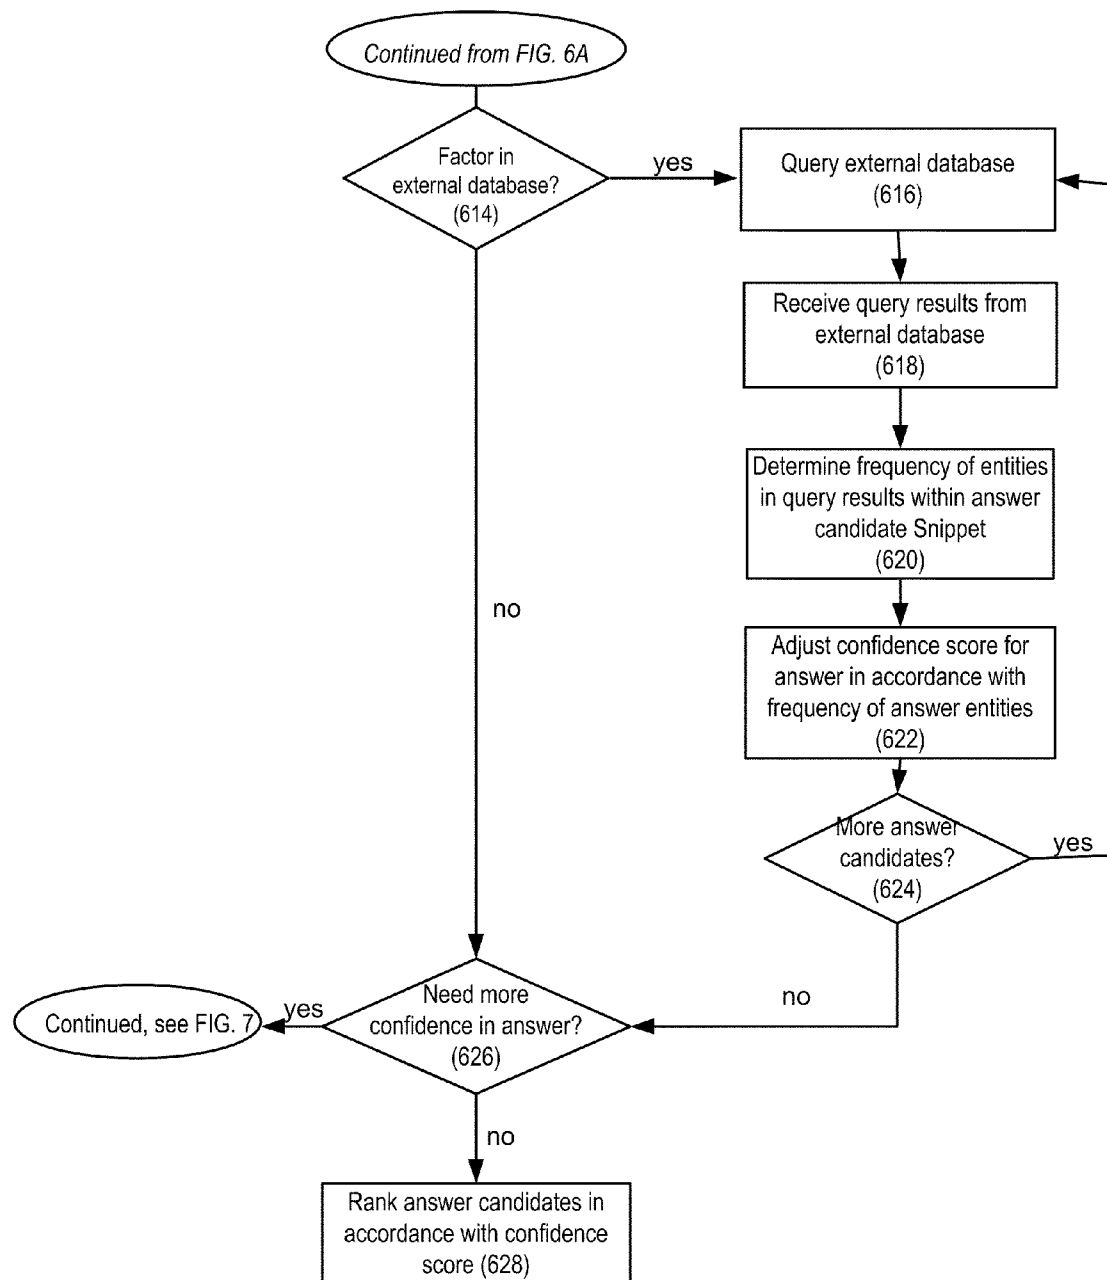 Continued from FIG. 6A
Factor in
external database?
(614)
yes
Query external database
(616)
Receive query results from
external database
(618)
Determine frequency of entities
in query results within answer
candidate Snippet
(620)
no
Adjust confidence score for
answer in accordance with
frequency of answer entities
(622)
More answer
candidates?
(624)
yes
no
Need more
confidence in answer?
(626)
yes
Continued, see FIG. 7
no
Rank answer candidates in
accordance with confidence
score (628)